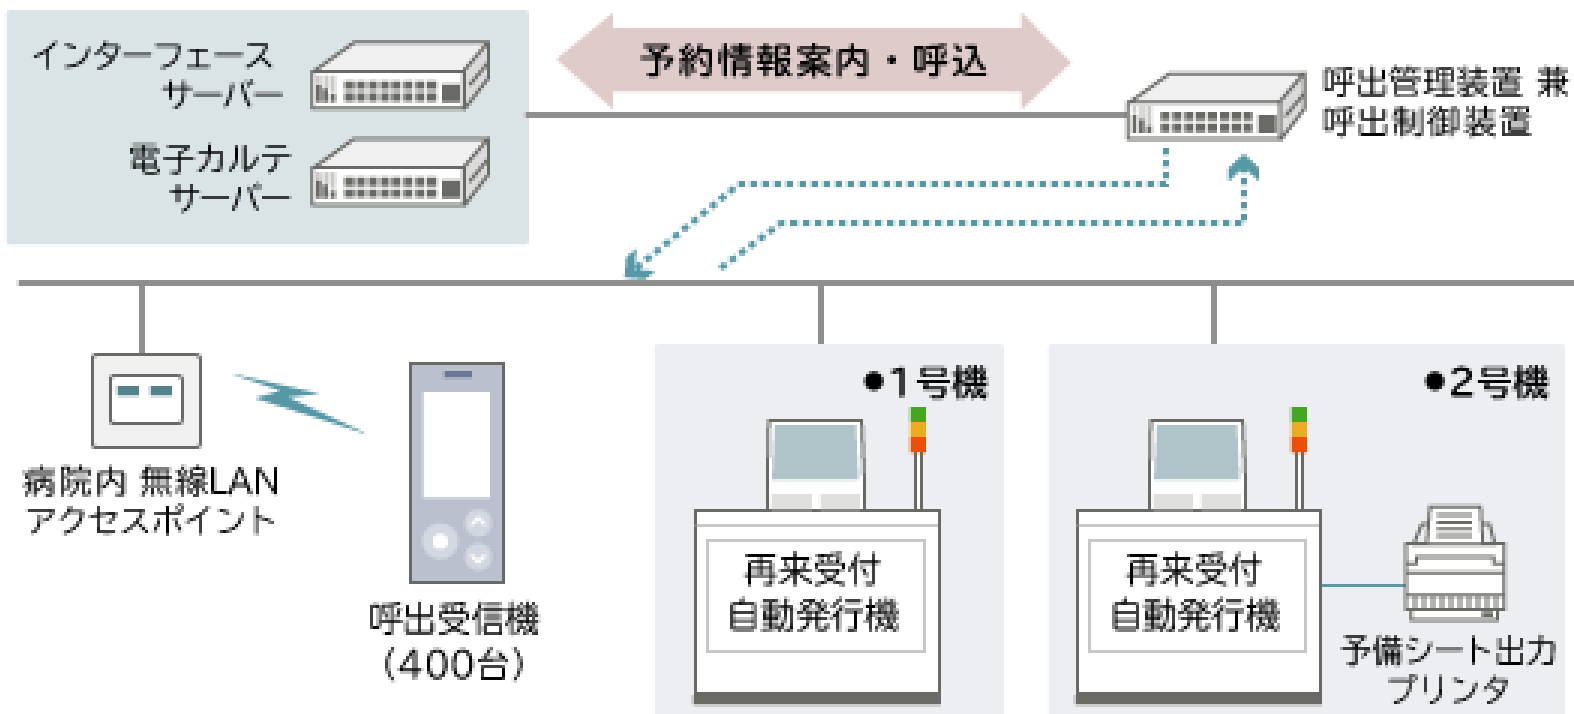 インターフェース
サーバー
電子カルテ
サーバー
予約情報案内・呼込
呼出管理装置 兼
呼出制御装置
病院内 無線LAN
アクセスポイント
呼出受信機
(400台)
●1号機
再来受付
自動発行機
●2号機
再来受付
自動発行機
予備シート出力
プリンタ